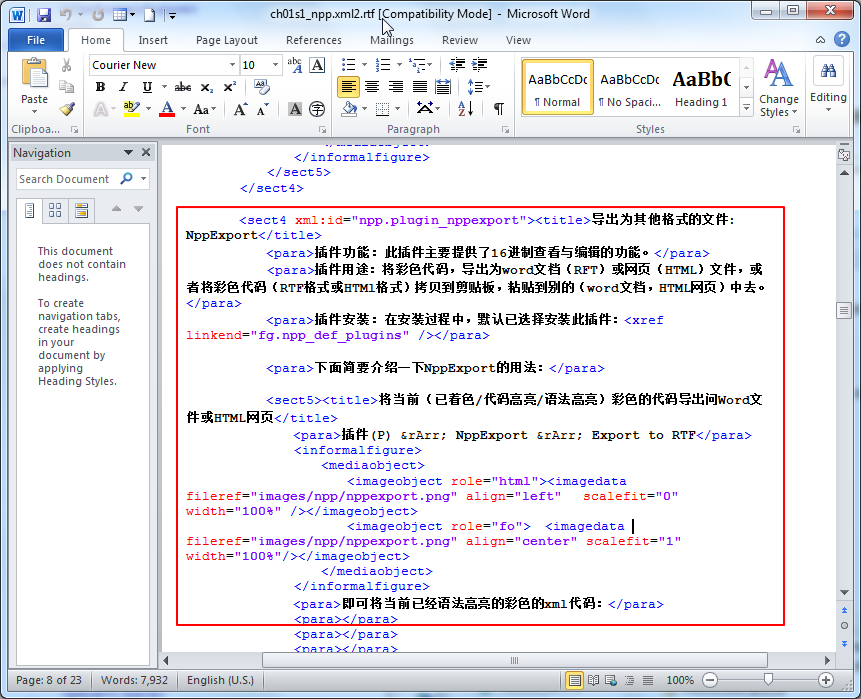 ch01s1_npp.xml2.rtf [Compatibility Mode] - Microsoft Word
File Home Insert Page Layout References Mailings Review View
Paste
Courier New 10
AaBbCcDc AaBbCcDc AaBbC
¶ Normal ¶ No Spaci... Heading 1
Change Styles
Editing
Clipboa... Font Paragraph Styles
Navigation
Search Document
This document
does not contain
headings.
To create
navigation tabs,
create headings
in your
document by
applying
Heading Styles.
</informalfigure>
</sect5>
</sect4>
<sect4 xml:id="npp.plugin_nppexport"><title>导出为其他格式的文件:
NppExport</title>
<para>插件功能：此插件主要提供了16进制查看与编辑的功能。</para>
<para>插件用途：将彩色代码，导出为word文档（RFT）或网页（HTML）文件，或
者将彩色代码（RTF格式或HTMl格式）拷贝到剪贴板，粘贴到别的（word文档，HTML网页）中去。
</para>
<para>插件安装：在安装过程中，默认已选择安装此插件：<xref
linkend="fg.npp_def_plugins" /></para>
<para>下面简要介绍一下NppExport的用法：</para>
<sect5><title>将当前（已着色/代码高亮/语法高亮）彩色的代码导出问Word文
件或HTML网页</title>
<para>插件(P) &rArr; NppExport &rArr; Export to RTF</para>
<informalfigure>
<mediaobject>
<imageobject role="html"><imagedata
fileref="images/npp/nppexport.png" align="left" scalefit="0"
width="100%" /></imageobject>
<imageobject role="fo"> <imagedata
fileref="images/npp/nppexport.png" align="center" scalefit="1"
width="100%"/></imageobject>
</mediaobject>
</informalfigure>
<para>即可将当前已经语法高亮的彩色的xml代码：</para>
<para></para>
<para></para>
<para></para>
Page: 8 of 23 Words: 7,932 English (U.S.) 100%